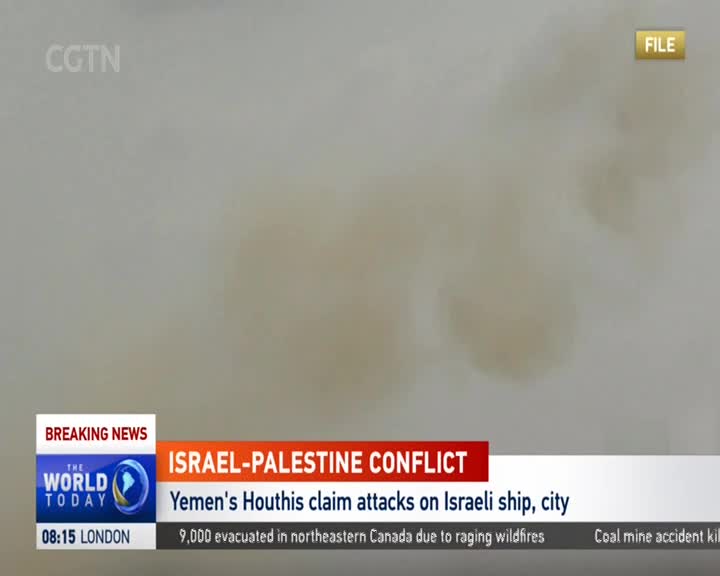 CGTN
FILE
BREAKING NEWS
THE WORLD TODAY
ISRAEL-PALESTINE CONFLICT
Yemen's Houthis claim attacks on Israeli ship, city
08:15 LONDON
9,000 evacuated in northeastern Canada due to raging wildfires
Coal mine accident